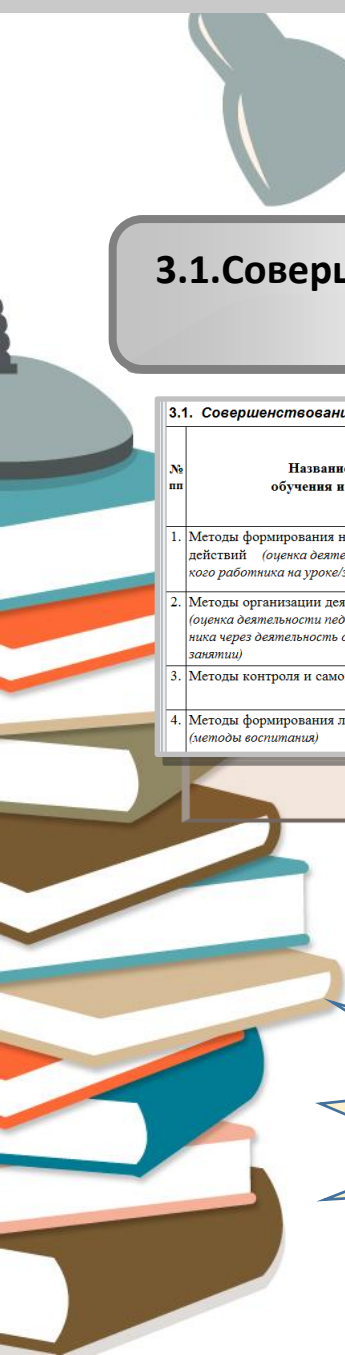 3.1.Соверш
3.1. Совершенствовани
№
пп
Название
обучения и
1. Методы формирования н
действий (оценка деяте
кого работника на уроке/з
2. Методы организации дея
(оценка деятельности пед
ника через деятельность о
занятии)
3. Методы контроля и само
4. Методы формирования л
(методы воспитания)